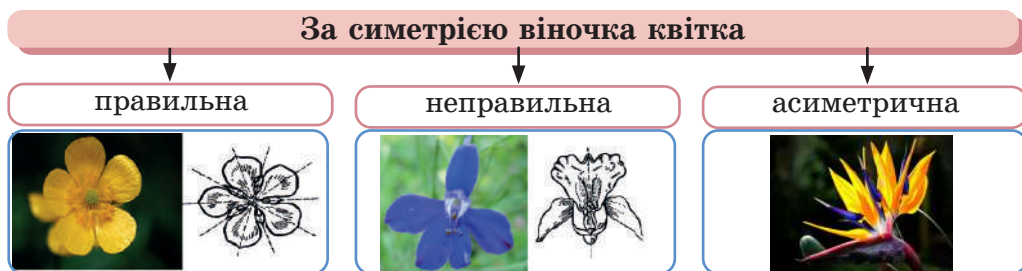 За симетрією віночка квітка
правильна
неправильна
асиметрична